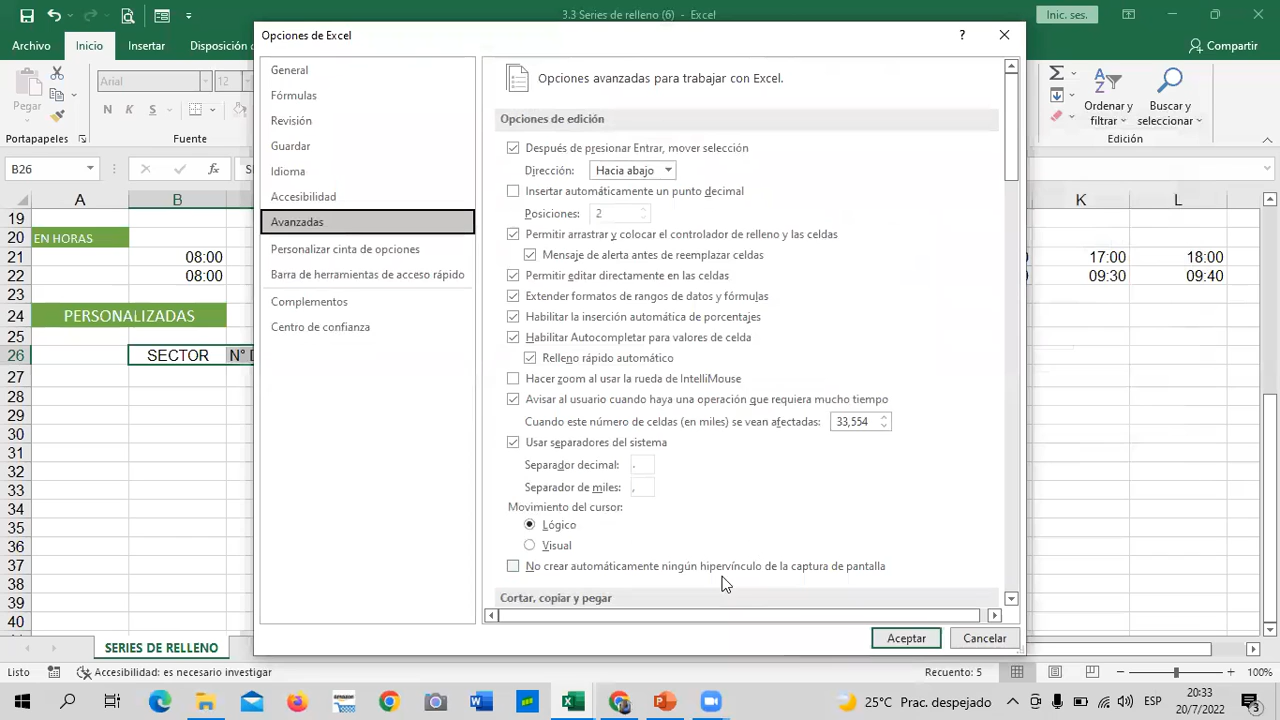 3.3 Series de relleno (6) - Excel
Inic. ses.
Archivo
Inicio
Insertar
Disposición d
Compartir
Opciones de Excel
?
General
Fórmulas
Revisión
Guardar
Idioma
Accesibilidad
Avanzadas
Personalizar cinta de opciones
Barra de herramientas de acceso rápido
Complementos
Centro de confianza
Opciones avanzadas para trabajar con Excel.
Opciones de edición
Después de presionar Entrar, mover selección
Dirección: Hacia abajo
Insertar automáticamente un punto decimal
Posiciones: 2
Permitir arrastrar y colocar el controlador de relleno y las celdas
Mensaje de alerta antes de reemplazar celdas
Permitir editar directamente en las celdas
Extender formatos de rangos de datos y fórmulas
Habilitar la inserción automática de porcentajes
Habilitar Autocompletar para valores de celda
Relleno rápido automático
Hacer zoom al usar la rueda de IntelliMouse
Avisar al usuario cuando haya una operación que requiera mucho tiempo
Cuando este número de celdas (en miles) se vean afectadas: 33,554
Usar separadores del sistema
Separador decimal: .
Separador de miles: ,
Movimiento del cursor:
Lógico
Visual
No crear automáticamente ningún hipervínculo de la captura de pantalla
Cortar, copiar y pegar
Aceptar
Cancelar
Pegar
Arial
12
N K S
Portapapeles
Fuente
Ordenar y
filtrar
Buscar y
seleccionar
Edición
B26
fx
A B K L
19
20 EN HORAS
21 08:00 17:00 18:00
22 08:00 09:30 09:40
23
24 PERSONALIZADAS
25
26 SECTOR
27
28
29
30
31
32
33
34
35
36
37
38
39
40
SERIES DE RELLENO
Listo
Accesibilidad: es necesario investigar
Recuento: 5
100%
25°C Prac. despejado
ESP
20:33
20/7/2022
3